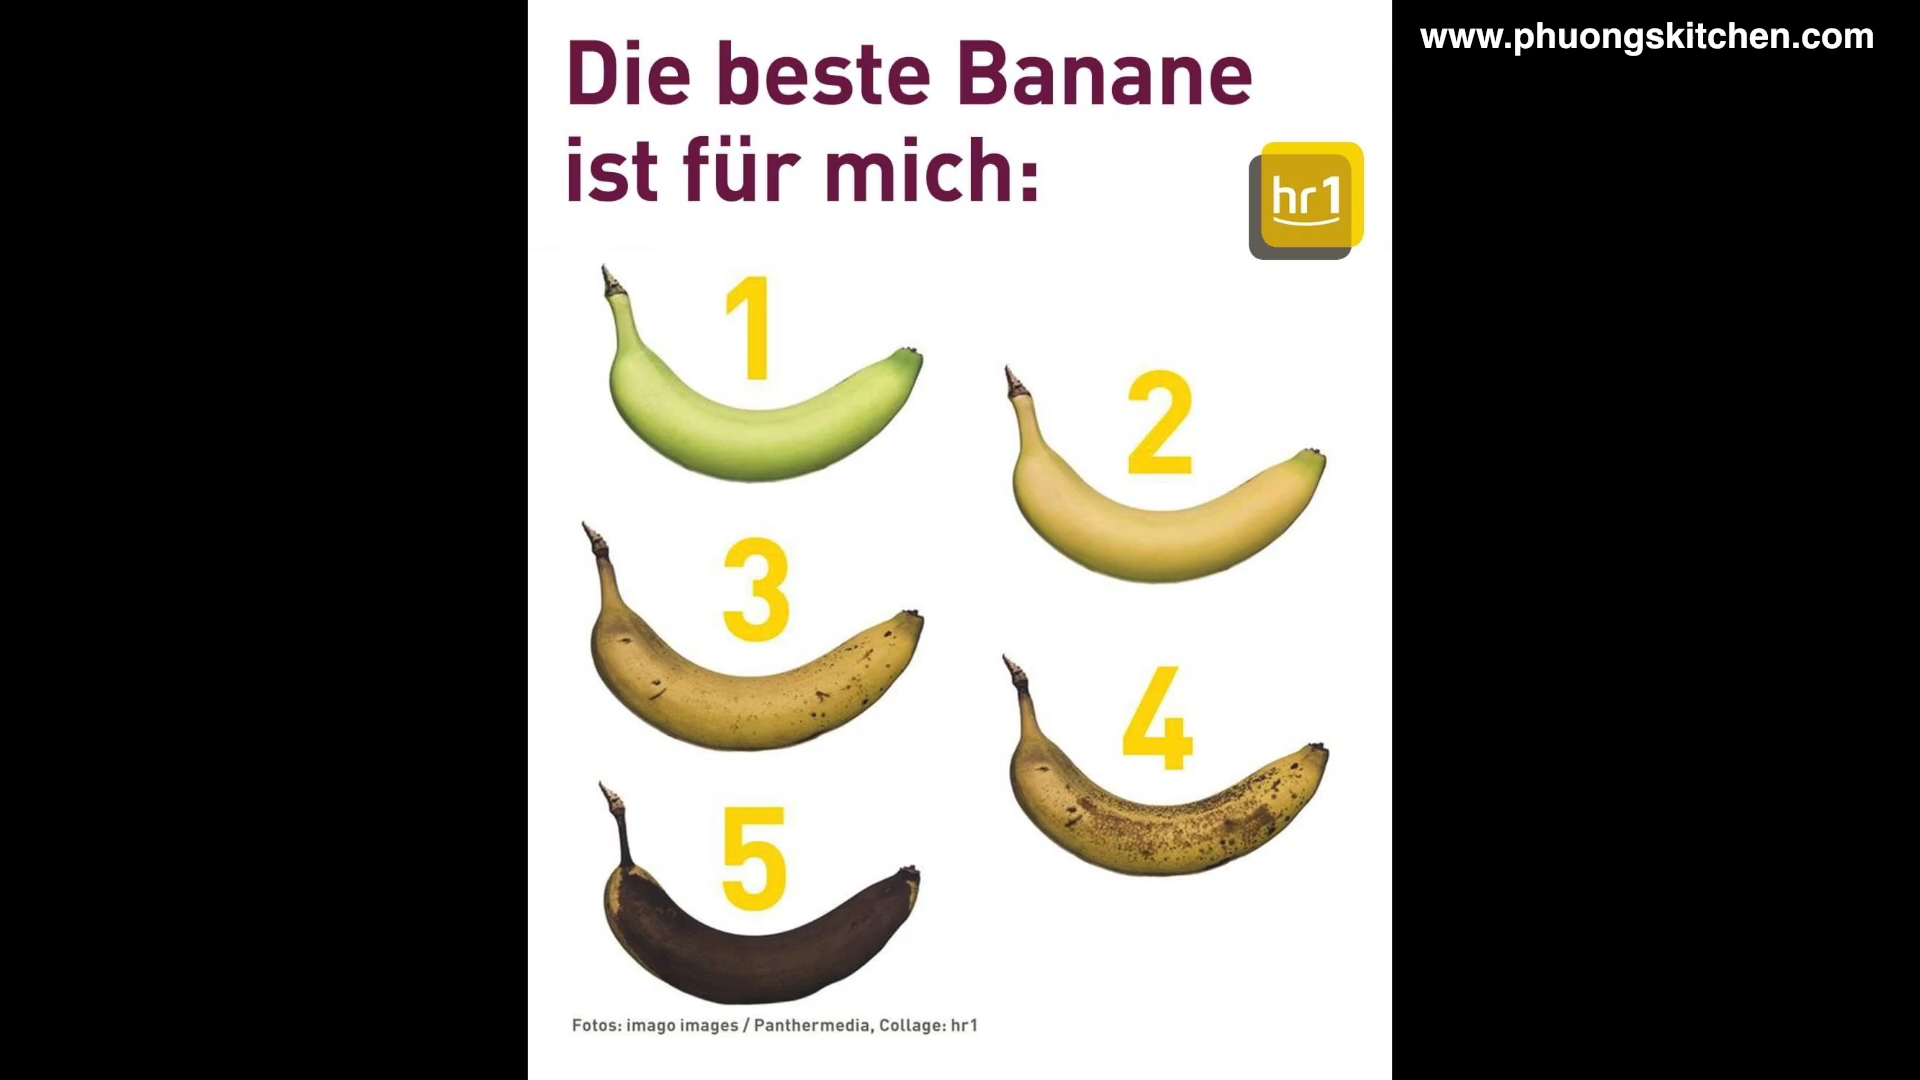 www.phuongskitchen.com
Die beste Banane
ist für mich:
hr1
1
2
3
4
5
Fotos: imago images / Panthermedia, Collage: hr1